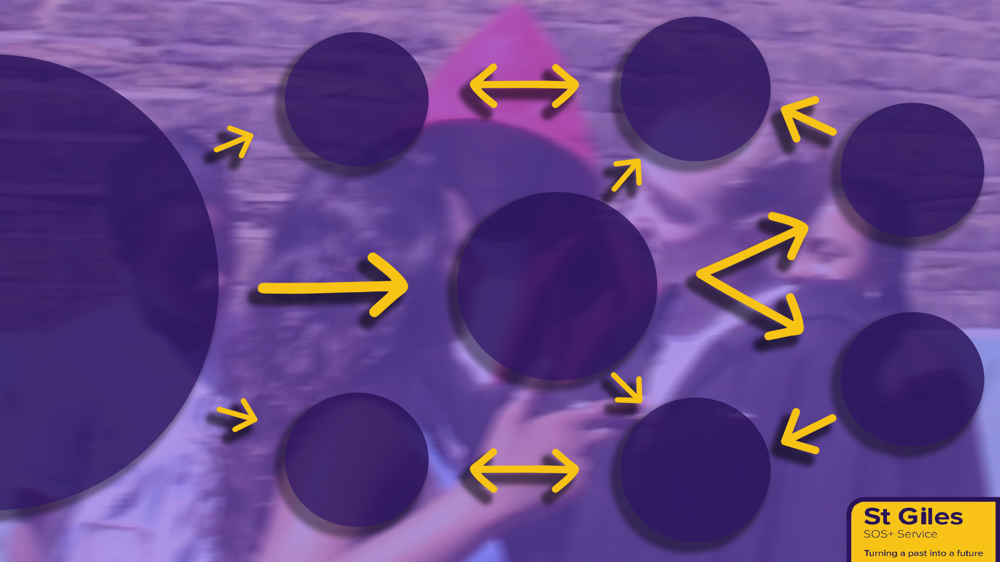 St Giles
SOS+ Service
Turning a past into a future